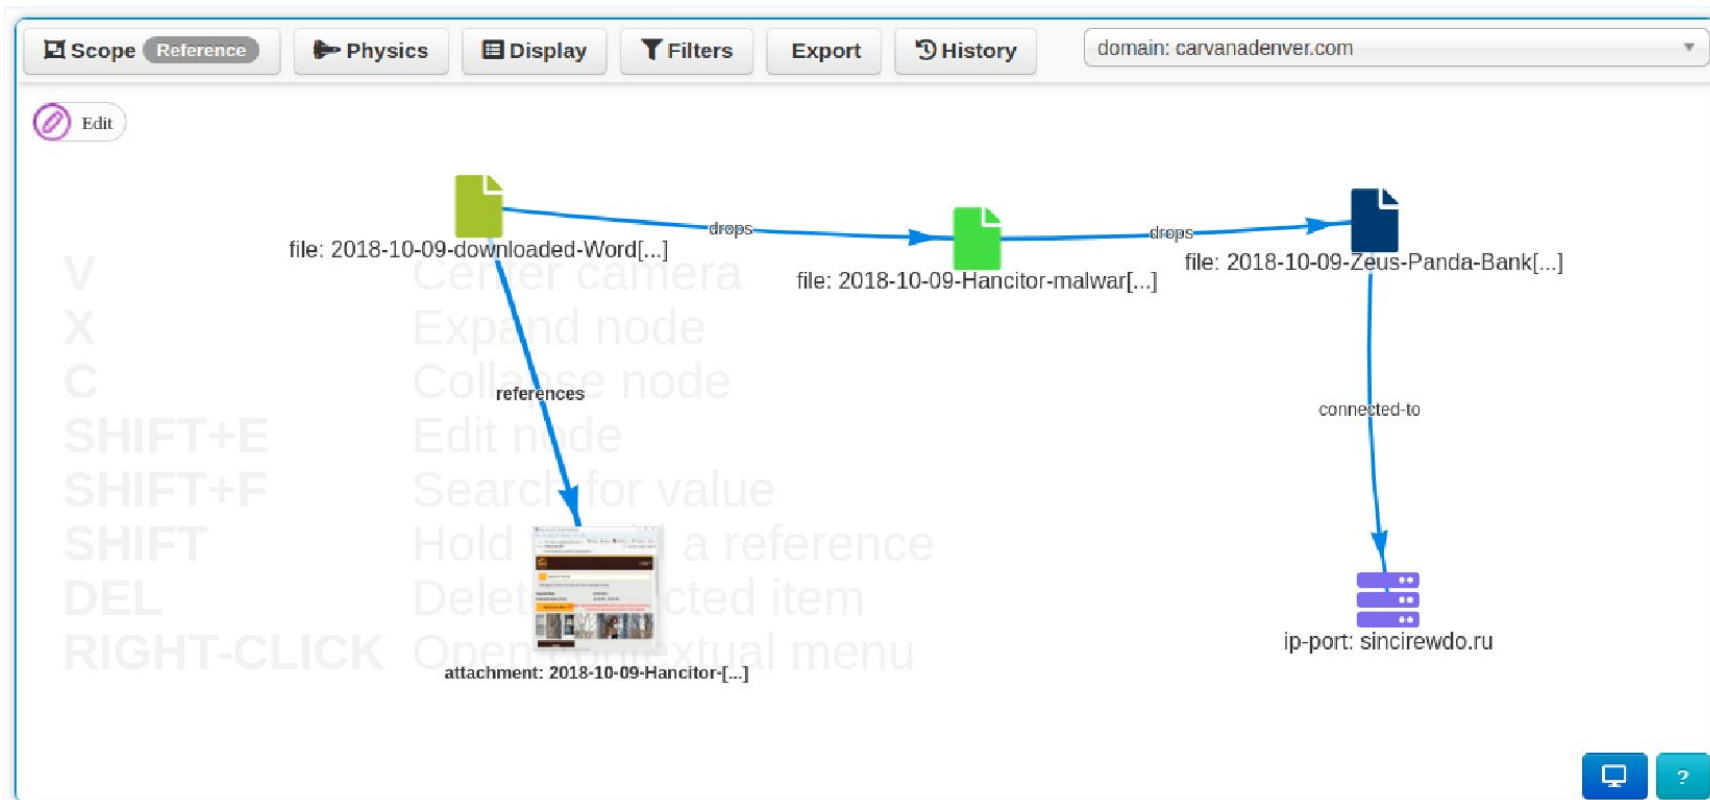 Scope Reference Physics Display Filters Export History domain: carvanadenver.com
Edit
drops
drops
file: 2018-10-09-downloaded-Word[...]
file: 2018-10-09-Hancitor-malwar[...]
file: 2018-10-09-Zeus-Panda-Bank[...]
V Center camera
X Expand node
C Collapse node
references
connected-to
SHIFT+E Edit node
SHIFT+F Search for value
SHIFT Hold a reference
DEL item
RIGHT-CLICK Open menu
ip-port: sincirewdo.ru
attachment: 2018-10-09-Hancitor-[...]
?